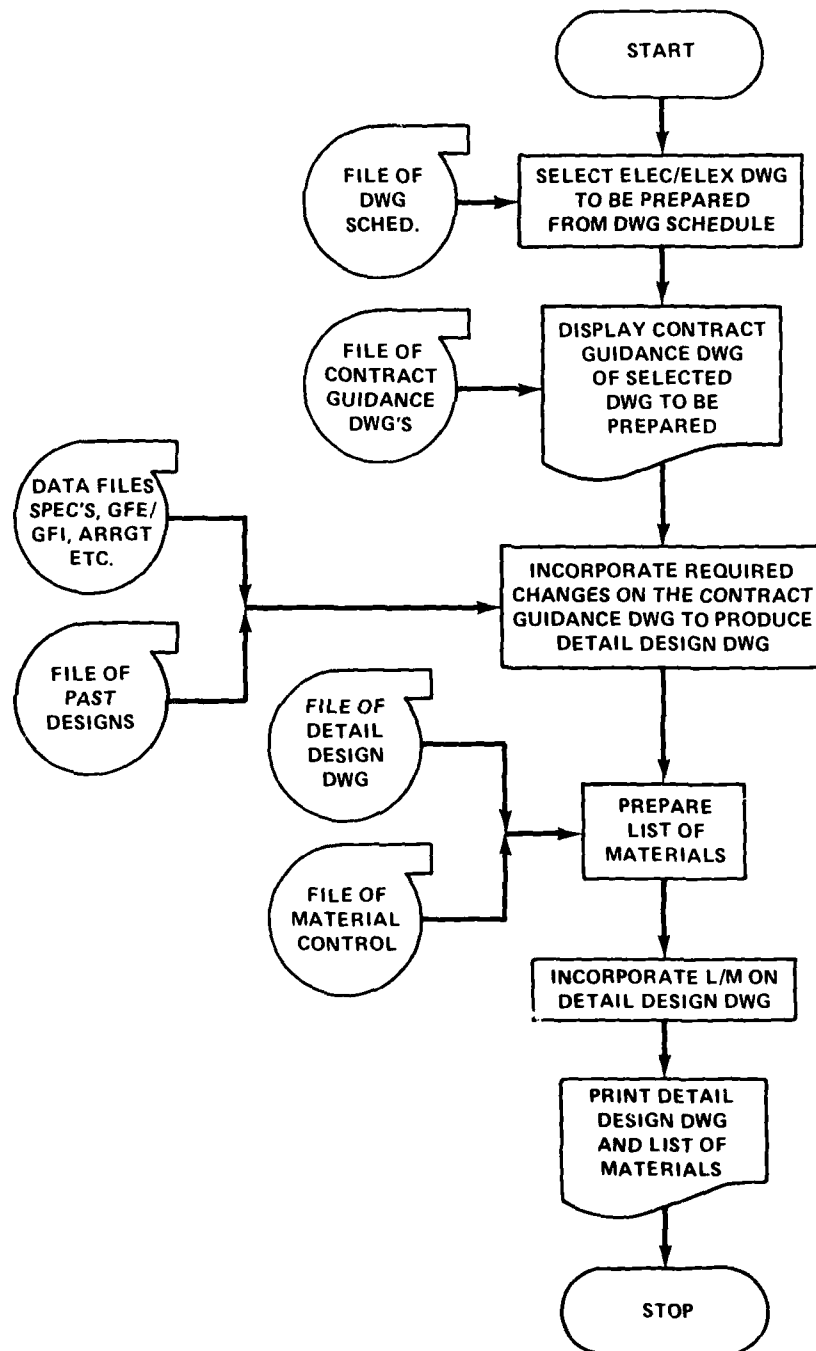 START
FILE OF
DWG
SCHED.
SELECT ELEC/ELEX DWG
TO BE PREPARED
FROM DWG SCHEDULE
FILE OF
CONTRACT
GUIDANCE
DWG'S
DISPLAY CONTRACT
GUIDANCE DWG
OF SELECTED
DWG TO BE
PREPARED
DATA FILES
SPEC'S, GFE/
GFI, ARRGT
ETC.
INCORPORATE REQUIRED
CHANGES ON THE CONTRACT
GUIDANCE DWG TO PRODUCE
DETAIL DESIGN DWG
FILE OF
PAST
DESIGNS
FILE OF
DETAIL
DESIGN
DWG
PREPARE
LIST OF
MATERIALS
FILE OF
MATERIAL
CONTROL
INCORPORATE L/M ON
DETAIL DESIGN DWG
PRINT DETAIL
DESIGN DWG
AND LIST OF
MATERIALS
STOP